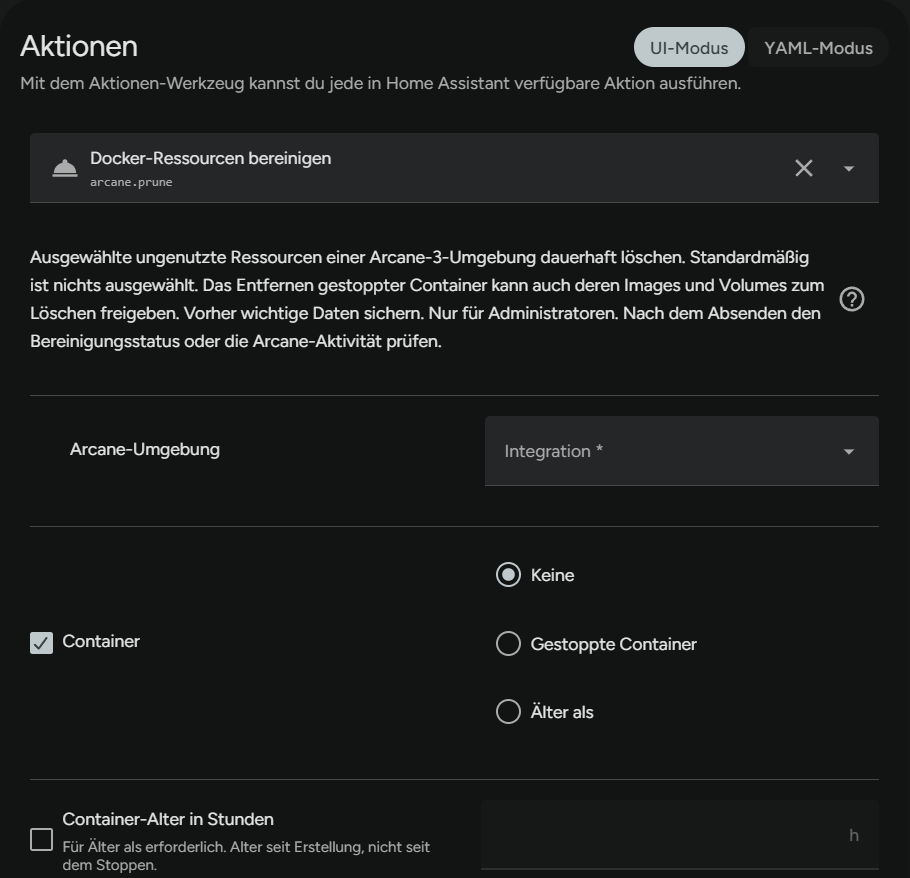 Aktionen
UI-Modus
YAML-Modus
Mit dem Aktionen-Werkzeug kannst du jede in Home Assistant verfügbare Aktion ausführen.
Docker-Ressourcen bereinigen
arcane.prune
Ausgewählte ungenutzte Ressourcen einer Arcane-3-Umgebung dauerhaft löschen. Standardmäßig
ist nichts ausgewählt. Das Entfernen gestoppter Container kann auch deren Images und Volumes zum
Löschen freigeben. Vorher wichtige Daten sichern. Nur für Administratoren. Nach dem Absenden den
Bereinigungsstatus oder die Arcane-Aktivität prüfen.
Arcane-Umgebung
Integration *
Keine
Container
Gestoppte Container
Älter als
Container-Alter in Stunden
Für Älter als erforderlich. Alter seit Erstellung, nicht seit
dem Stoppen.
h